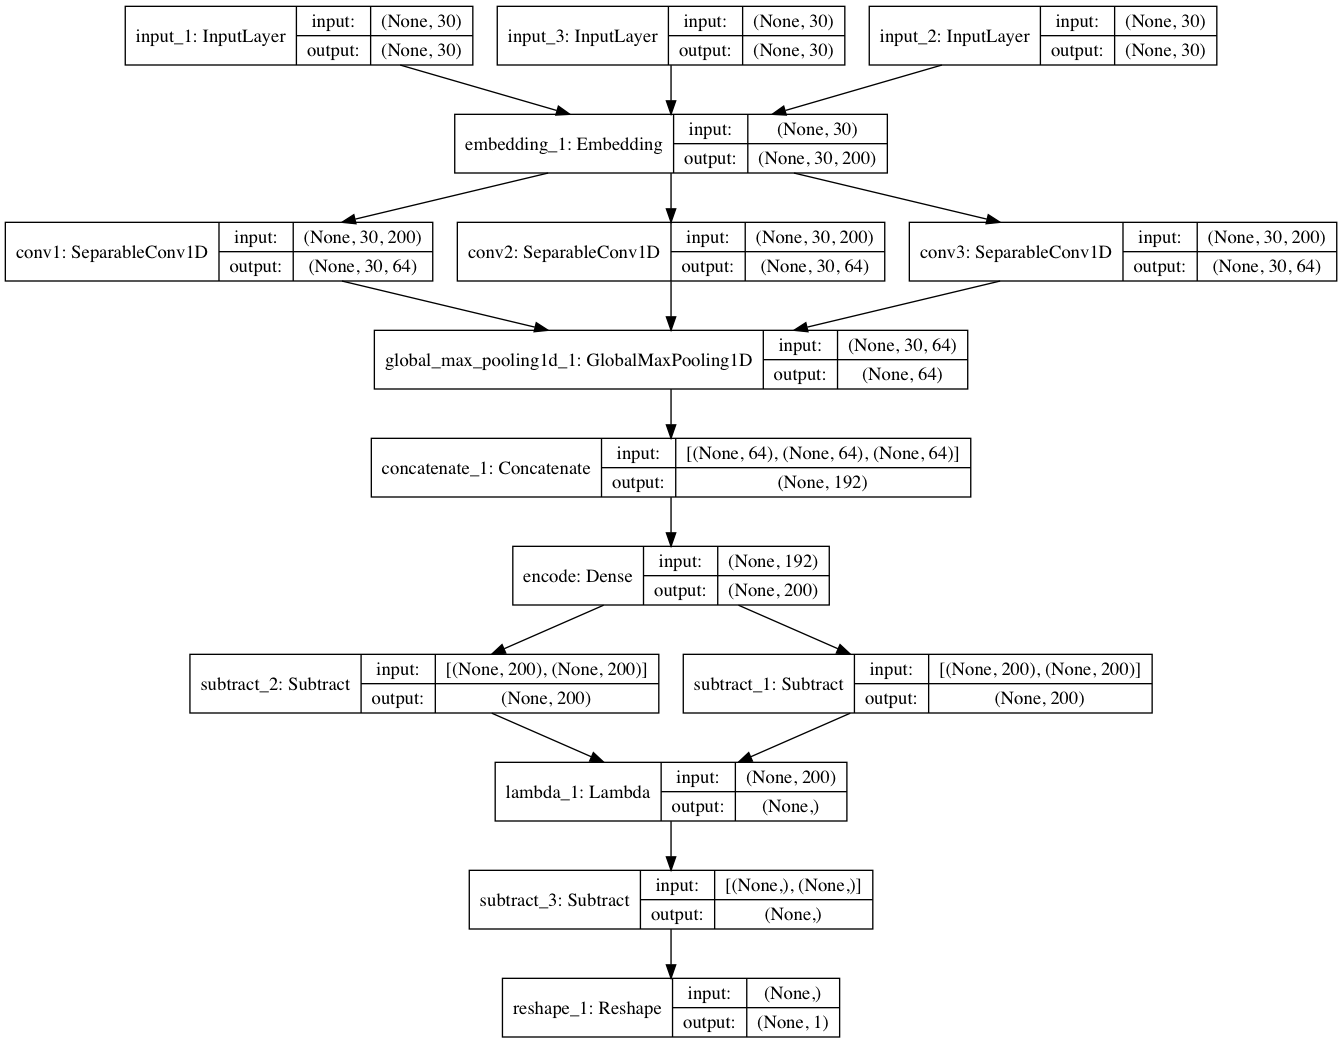 input_1: InputLayer
input: (None, 30)
output: (None, 30)
input_3: InputLayer
input: (None, 30)
output: (None, 30)
input_2: InputLayer
input: (None, 30)
output: (None, 30)
embedding_1: Embedding
input: (None, 30)
output: (None, 30, 200)
conv1: SeparableConv1D
input: (None, 30, 200)
output: (None, 30, 64)
conv2: SeparableConv1D
input: (None, 30, 200)
output: (None, 30, 64)
conv3: SeparableConv1D
input: (None, 30, 200)
output: (None, 30, 64)
global_max_pooling1d_1: GlobalMaxPooling1D
input: (None, 30, 64)
output: (None, 64)
concatenate_1: Concatenate
input: [(None, 64), (None, 64), (None, 64)]
output: (None, 192)
encode: Dense
input: (None, 192)
output: (None, 200)
subtract_2: Subtract
input: [(None, 200), (None, 200)]
output: (None, 200)
subtract_1: Subtract
input: [(None, 200), (None, 200)]
output: (None, 200)
lambda_1: Lambda
input: (None, 200)
output: (None,)
subtract_3: Subtract
input: [(None,), (None,)]
output: (None,)
reshape_1: Reshape
input: (None,)
output: (None, 1)